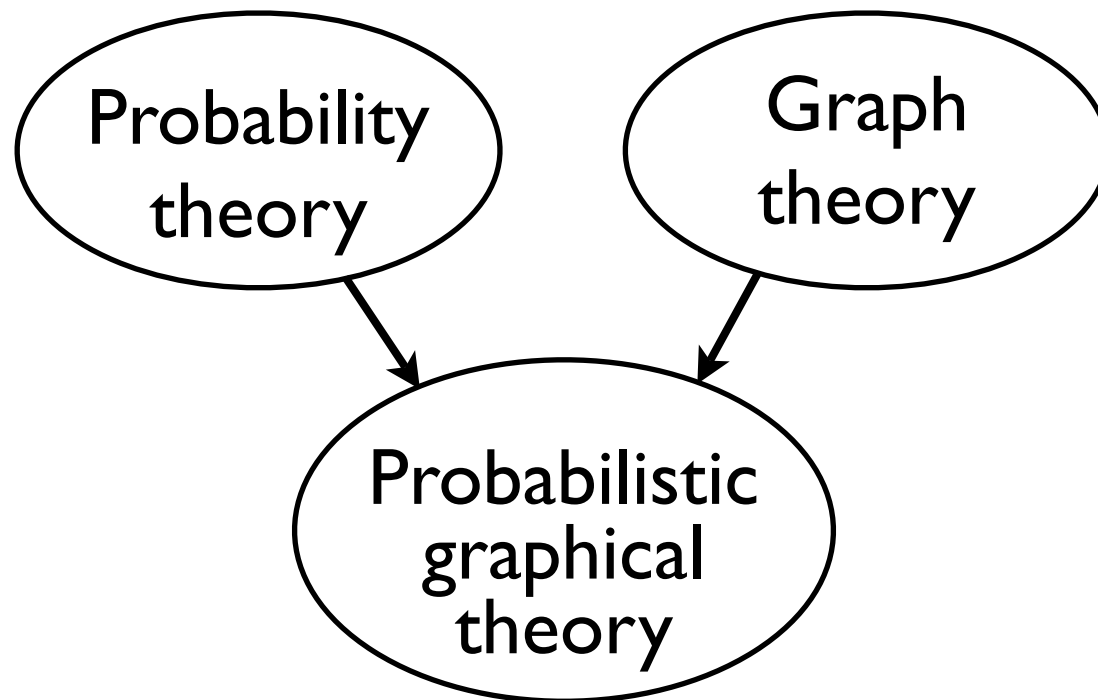 Probability
theory
Graph
theory
Probabilistic
graphical
theory